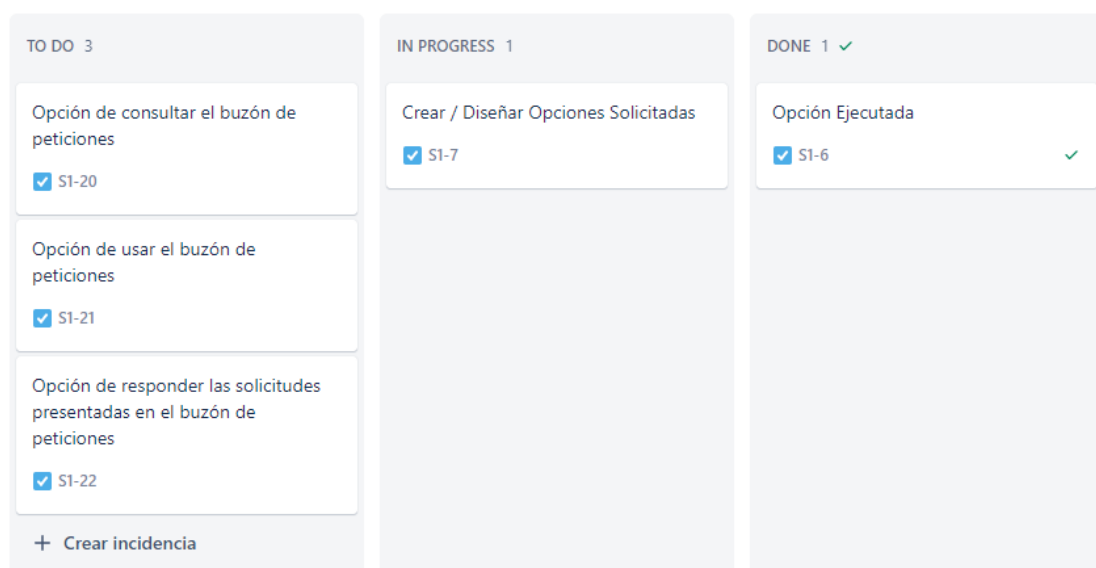 TO DO 3
Opción de consultar el buzón de
peticiones
S1-20
Opción de usar el buzón de
peticiones
S1-21
Opción de responder las solicitudes
presentadas en el buzón de
peticiones
S1-22
+ Crear incidencia
IN PROGRESS 1
Crear / Diseñar Opciones Solicitadas
S1-7
DONE 1
Opción Ejecutada
S1-6